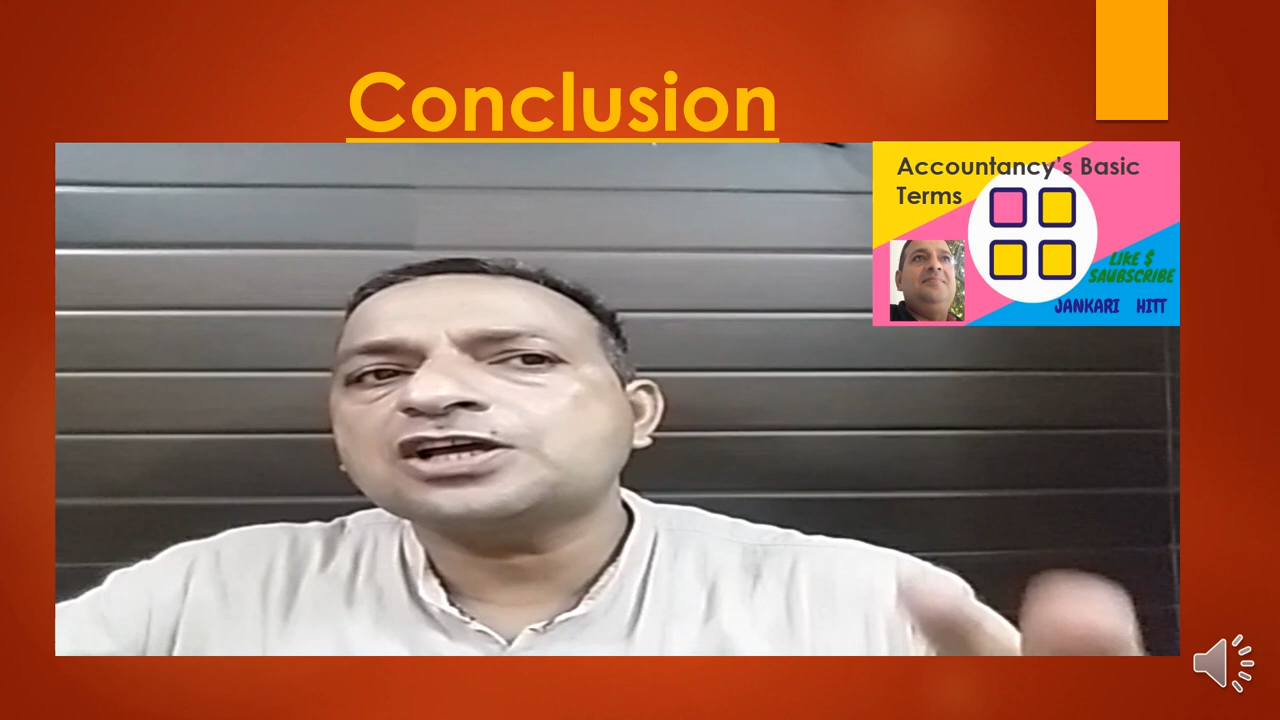 Conclusion
Accountancy's Basic
Terms
LIKE $
SAUBSCRIBE
JANKARI HITT